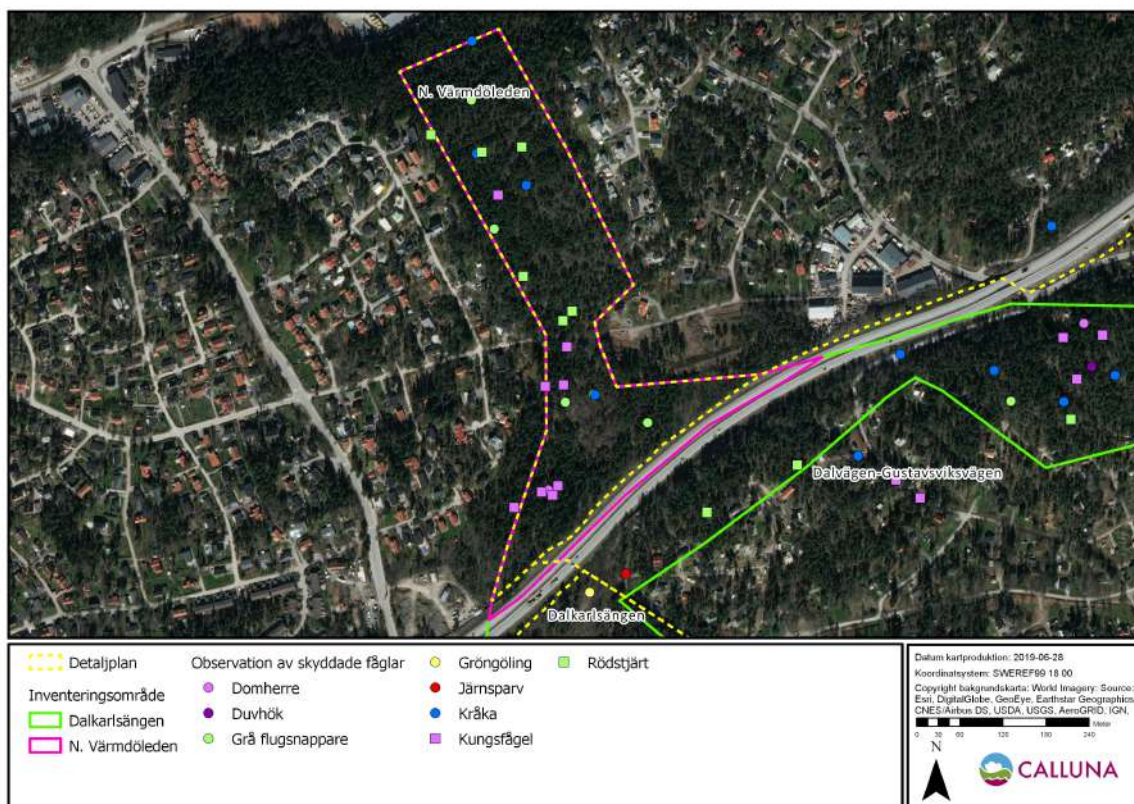 N. Värmdöleden
Dalvägen-Gustavsviksvägen
Dalkarlsängen
Detaljplan
Inventeringsområde
Dalkarlsängen
N. Värmdöleden
Observation av skyddade fåglar
Domherre
Duvhök
Grå flugsnappare
Gröngöling
Järnsparv
Kråka
Kungsfågel
Rödstjärt
Datum kartproduktion: 2019-06-28
Koordinatsystem: SWEREF99 18 00
Copyright bakgrundskarta: World Imagery: Source:
Esri, DigitalGlobe, GeoEye, Earthstar Geographics,
CNES/Airbus DS, USDA, USGS, AeroGRID, IGN,
Meter
0 30 60 120 180 240
N
CALLUNA